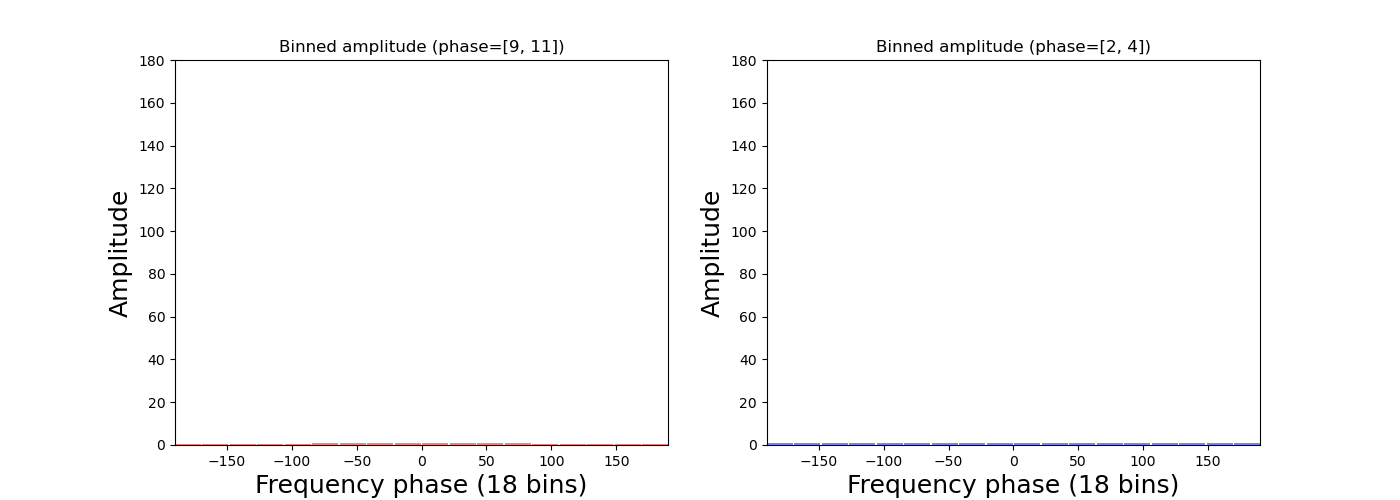 Binned amplitude (phase=[9, 11])
180
160
140
120
100
80
60
40
20
0
Amplitude
−150 −100 −50 0 50 100 150
Frequency phase (18 bins)
Binned amplitude (phase=[2, 4])
180
160
140
120
100
80
60
40
20
0
Amplitude
−150 −100 −50 0 50 100 150
Frequency phase (18 bins)